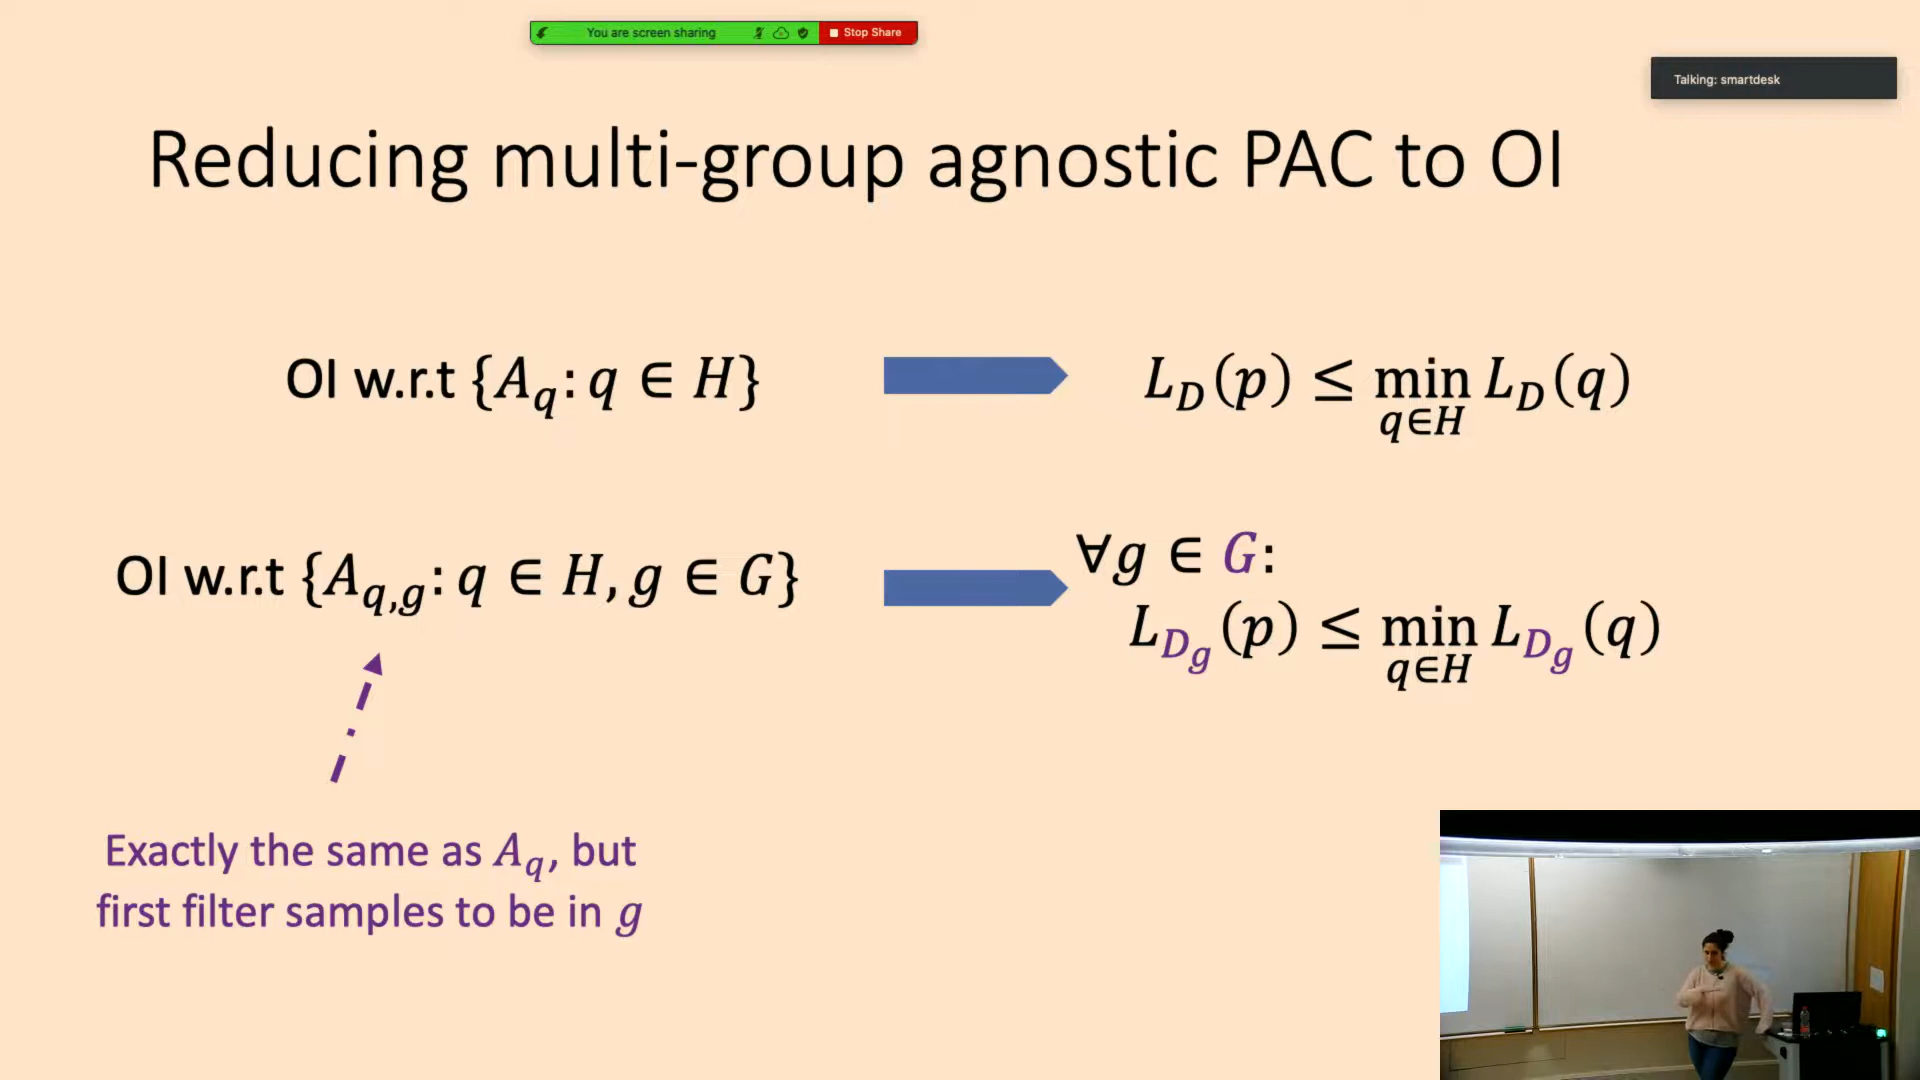 You are screen sharing
Stop Share
Talking: smartdesk
Reducing multi-group agnostic PAC to OI
OI w.r.t {A_q: q ∈ H}
L_D(p) ≤ min_{q∈H} L_D(q)
∀g ∈ G:
OI w.r.t {A_{q,g}: q ∈ H, g ∈ G}
L_{D_g}(p) ≤ min_{q∈H} L_{D_g}(q)
Exactly the same as A_q, but
first filter samples to be in g